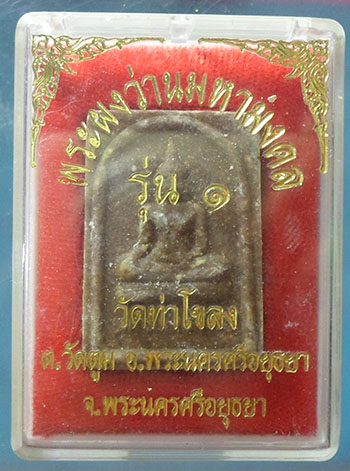 พระผงว่านมหามงคล
รุ่น ๑
วัดท่าโขลง
ต.วัดตูม อ.พระนครศรีอยุธยา
จ.พระนครศรีอยุธยา